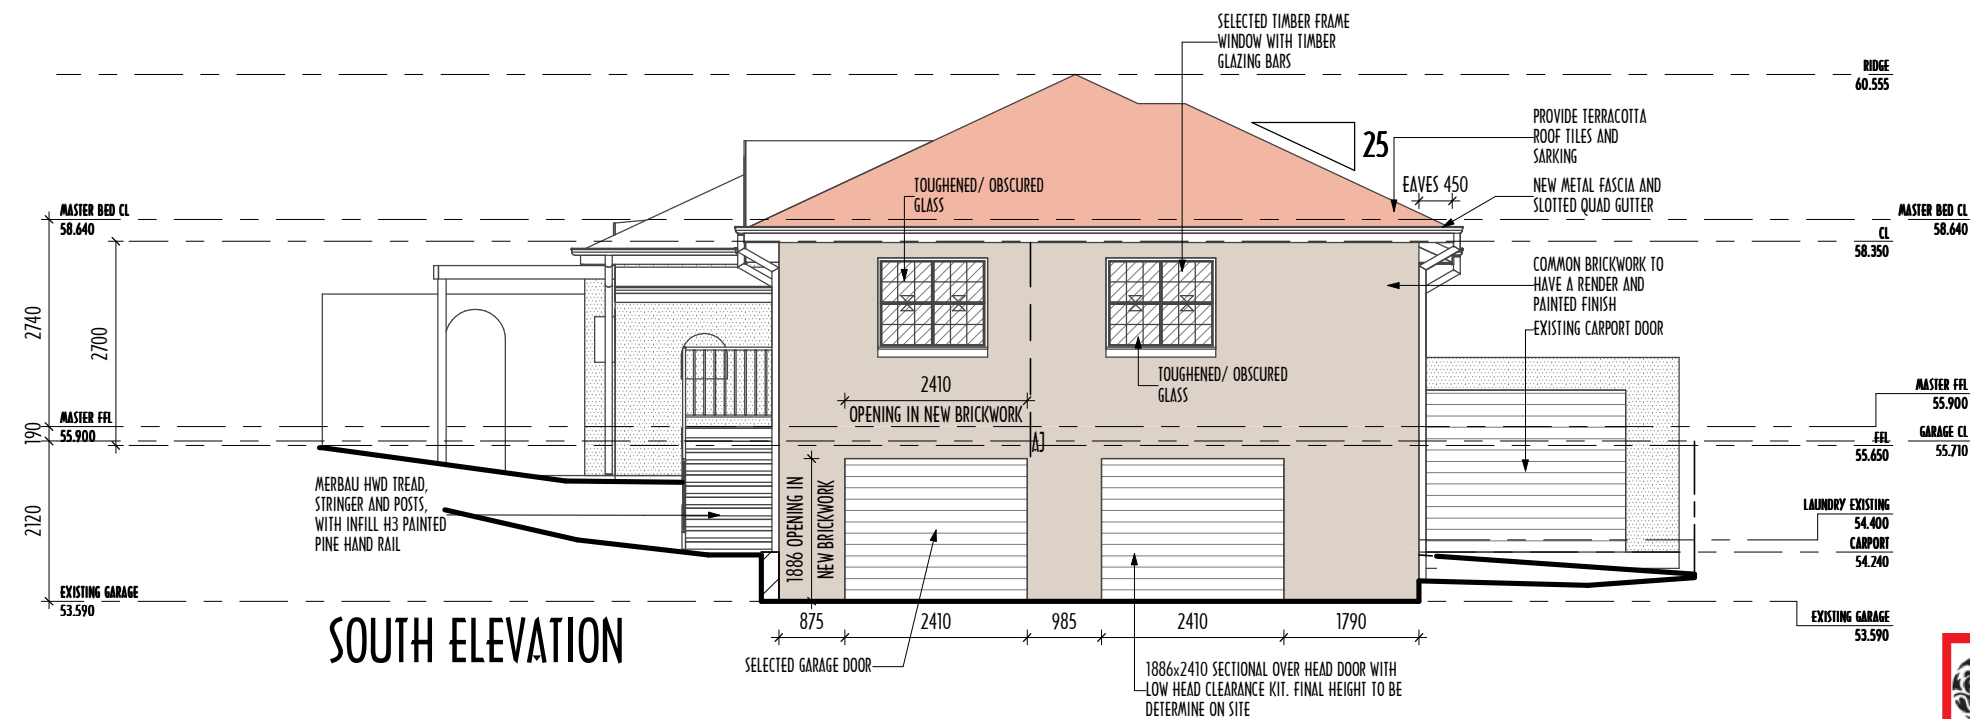 SELECTED TIMBER FRAME
WINDOW WITH TIMBER
GLAZING BARS
RIDGE
60.555
PROVIDE TERRACOTTA
ROOF TILES AND
SARKING
25
TOUGHENED/ OBSCURED
GLASS
EAVES 450
NEW METAL FASCIA AND
SLOTTED QUAD GUTTER
MASTER BED CL
58.640
MASTER BED CL
58.640
CL
58.350
COMMON BRICKWORK TO
HAVE A RENDER AND
PAINTED FINISH
EXISTING CARPORT DOOR
2740
2700
TOUGHENED/ OBSCURED
GLASS
2410
OPENING IN NEW BRICKWORK
MASTER FFL
55.900
MASTER FFL
55.900
190
AJ
FFL
55.650
GARAGE CL
55.710
MERBAU HWD TREAD,
STRINGER AND POSTS,
WITH INFILL H3 PAINTED
PINE HAND RAIL
1886 OPENING IN
NEW BRICKWORK
2120
LAUNDRY EXISTING
54.400
CARPORT
54.240
EXISTING GARAGE
53.590
EXISTING GARAGE
53.590
SOUTH ELEVATION
875
2410
985
2410
1790
SELECTED GARAGE DOOR
1886x2410 SECTIONAL OVER HEAD DOOR WITH
LOW HEAD CLEARANCE KIT. FINAL HEIGHT TO BE
DETERMINE ON SITE